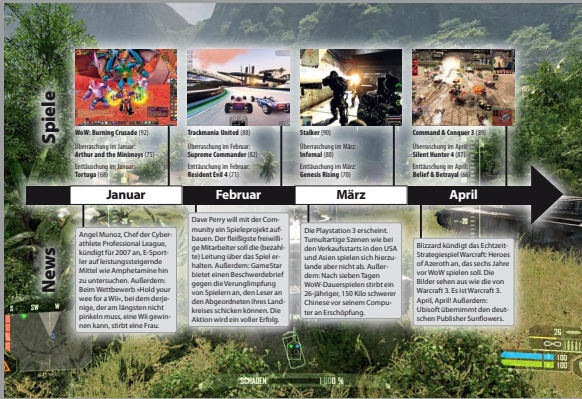 Spiele
WoW: Burning Crusade (92)
Überraschung im Januar:
Arthur and the Minimoys (75)
Enttäuschung im Januar:
Tortuga (68)
Trackmania United (88)
Überraschung im Februar:
Supreme Commander (82)
Enttäuschung im Februar:
Resident Evil 4 (71)
Stalker (90)
Überraschung im März:
Infernal (80)
Enttäuschung im März:
Genesis Rising (70)
Command & Conquer 3 (89)
Überraschung im April:
Silent Hunter 4 (87)
Enttäuschung im April:
Belief & Betrayal (66)
Januar
Februar
März
April
News
Angel Munoz, Chef der Cyber-
athlete Professional League,
kündigt für 2007 an, E-Sport-
ler auf leistungssteigernde
Mittel wie Amphetamine hin
zu untersuchen. Außerdem:
Beim Wettbewerb »Hold your
wee for a Wii«, bei dem derje-
nige, der am längsten nicht
pinkeln muss, eine Wii gewin-
nen kann, stirbt eine Frau.
Dave Perry will mit der Com-
munity ein Spieleprojekt auf-
bauen. Der fleißigste freiwilli-
ge Mitarbeiter soll die (bezahl-
te) Leitung über das Spiel er-
halten. Außerdem: GameStar
druckt einen Beschwerdebrief
gegen die Verunglimpfung
von Spielern an, den Leser an
den Abgeordneten ihres Land-
kreises schicken können. Die
Aktion wird ein voller Erfolg.
Die Playstation 3 erscheint.
Tumultartige Szenen wie bei
den Verkaufsstarts in den USA
und Asien spielen sich hierzu-
lande aber nicht ab. Außer-
dem: Nach sieben Tagen
WoW-Dauerspielen stirbt ein
26-jähriger, 150 Kilo schwerer
Chinese vor seinem Compu-
ter an Erschöpfung.
Blizzard kündigt das Echtzeit-
Strategiespiel Warcraft: Heroes
of Azeroth an, das sechs Jahre
vor WoW spielen soll. Die
Bilder sehen aus wie die von
Warcraft 3. Es ist Warcraft 3.
April, April! Außerdem:
Ubisoft übernimmt den deut-
schen Publisher Sunflowers.
S SW W
SCHADEN 100 %
26
100
100